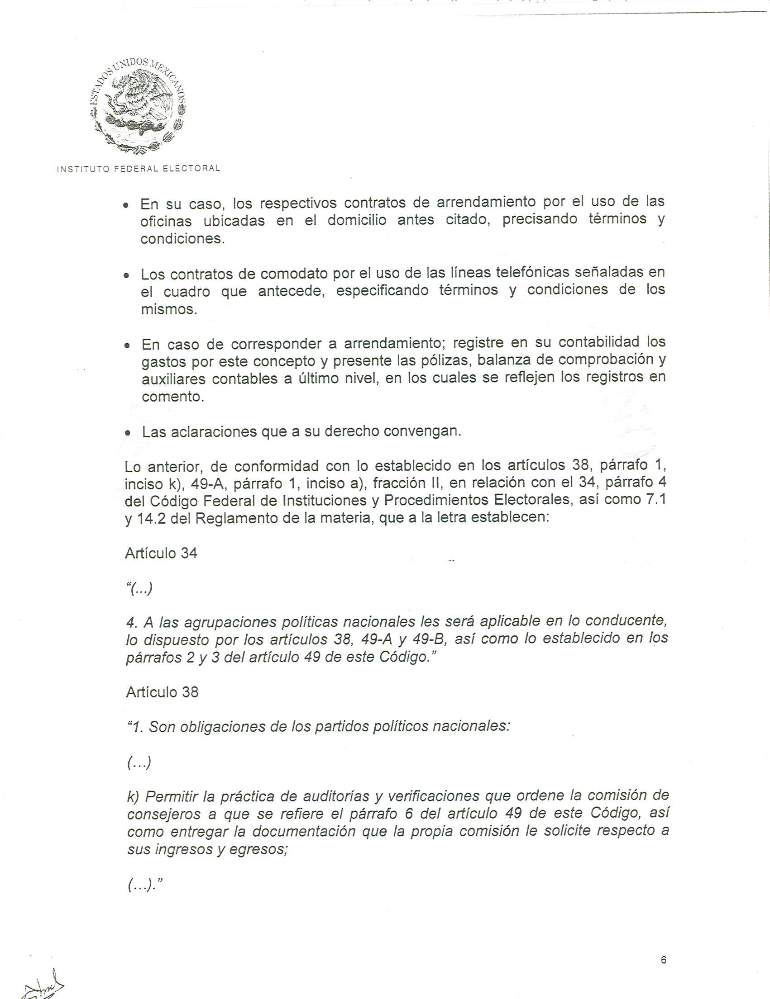 ESTADOS UNIDOS MEXICANOS
INSTITUTO FEDERAL ELECTORAL
• En su caso, los respectivos contratos de arrendamiento por el uso de las
oficinas ubicadas en el domicilio antes citado, precisando términos y
condiciones.
• Los contratos de comodato por el uso de las líneas telefónicas señaladas en
el cuadro que antecede, especificando términos y condiciones de los
mismos.
• En caso de corresponder a arrendamiento; registre en su contabilidad los
gastos por este concepto y presente las pólizas, balanza de comprobación y
auxiliares contables a último nivel, en los cuales se reflejen los registros en
comento.
• Las aclaraciones que a su derecho convengan.
Lo anterior, de conformidad con lo establecido en los artículos 38, párrafo 1,
inciso k), 49-A, párrafo 1, inciso a), fracción II, en relación con el 34, párrafo 4
del Código Federal de Instituciones y Procedimientos Electorales, así como 7.1
y 14.2 del Reglamento de la materia, que a la letra establecen:
Artículo 34
“(...)
4. A las agrupaciones políticas nacionales les será aplicable en lo conducente,
lo dispuesto por los artículos 38, 49-A y 49-B, así como lo establecido en los
párrafos 2 y 3 del artículo 49 de este Código.”
Artículo 38
“1. Son obligaciones de los partidos políticos nacionales:
(...)
k) Permitir la práctica de auditorías y verificaciones que ordene la comisión de
consejeros a que se refiere el párrafo 6 del artículo 49 de este Código, así
como entregar la documentación que la propia comisión le solicite respecto a
sus ingresos y egresos;
(...).”
6